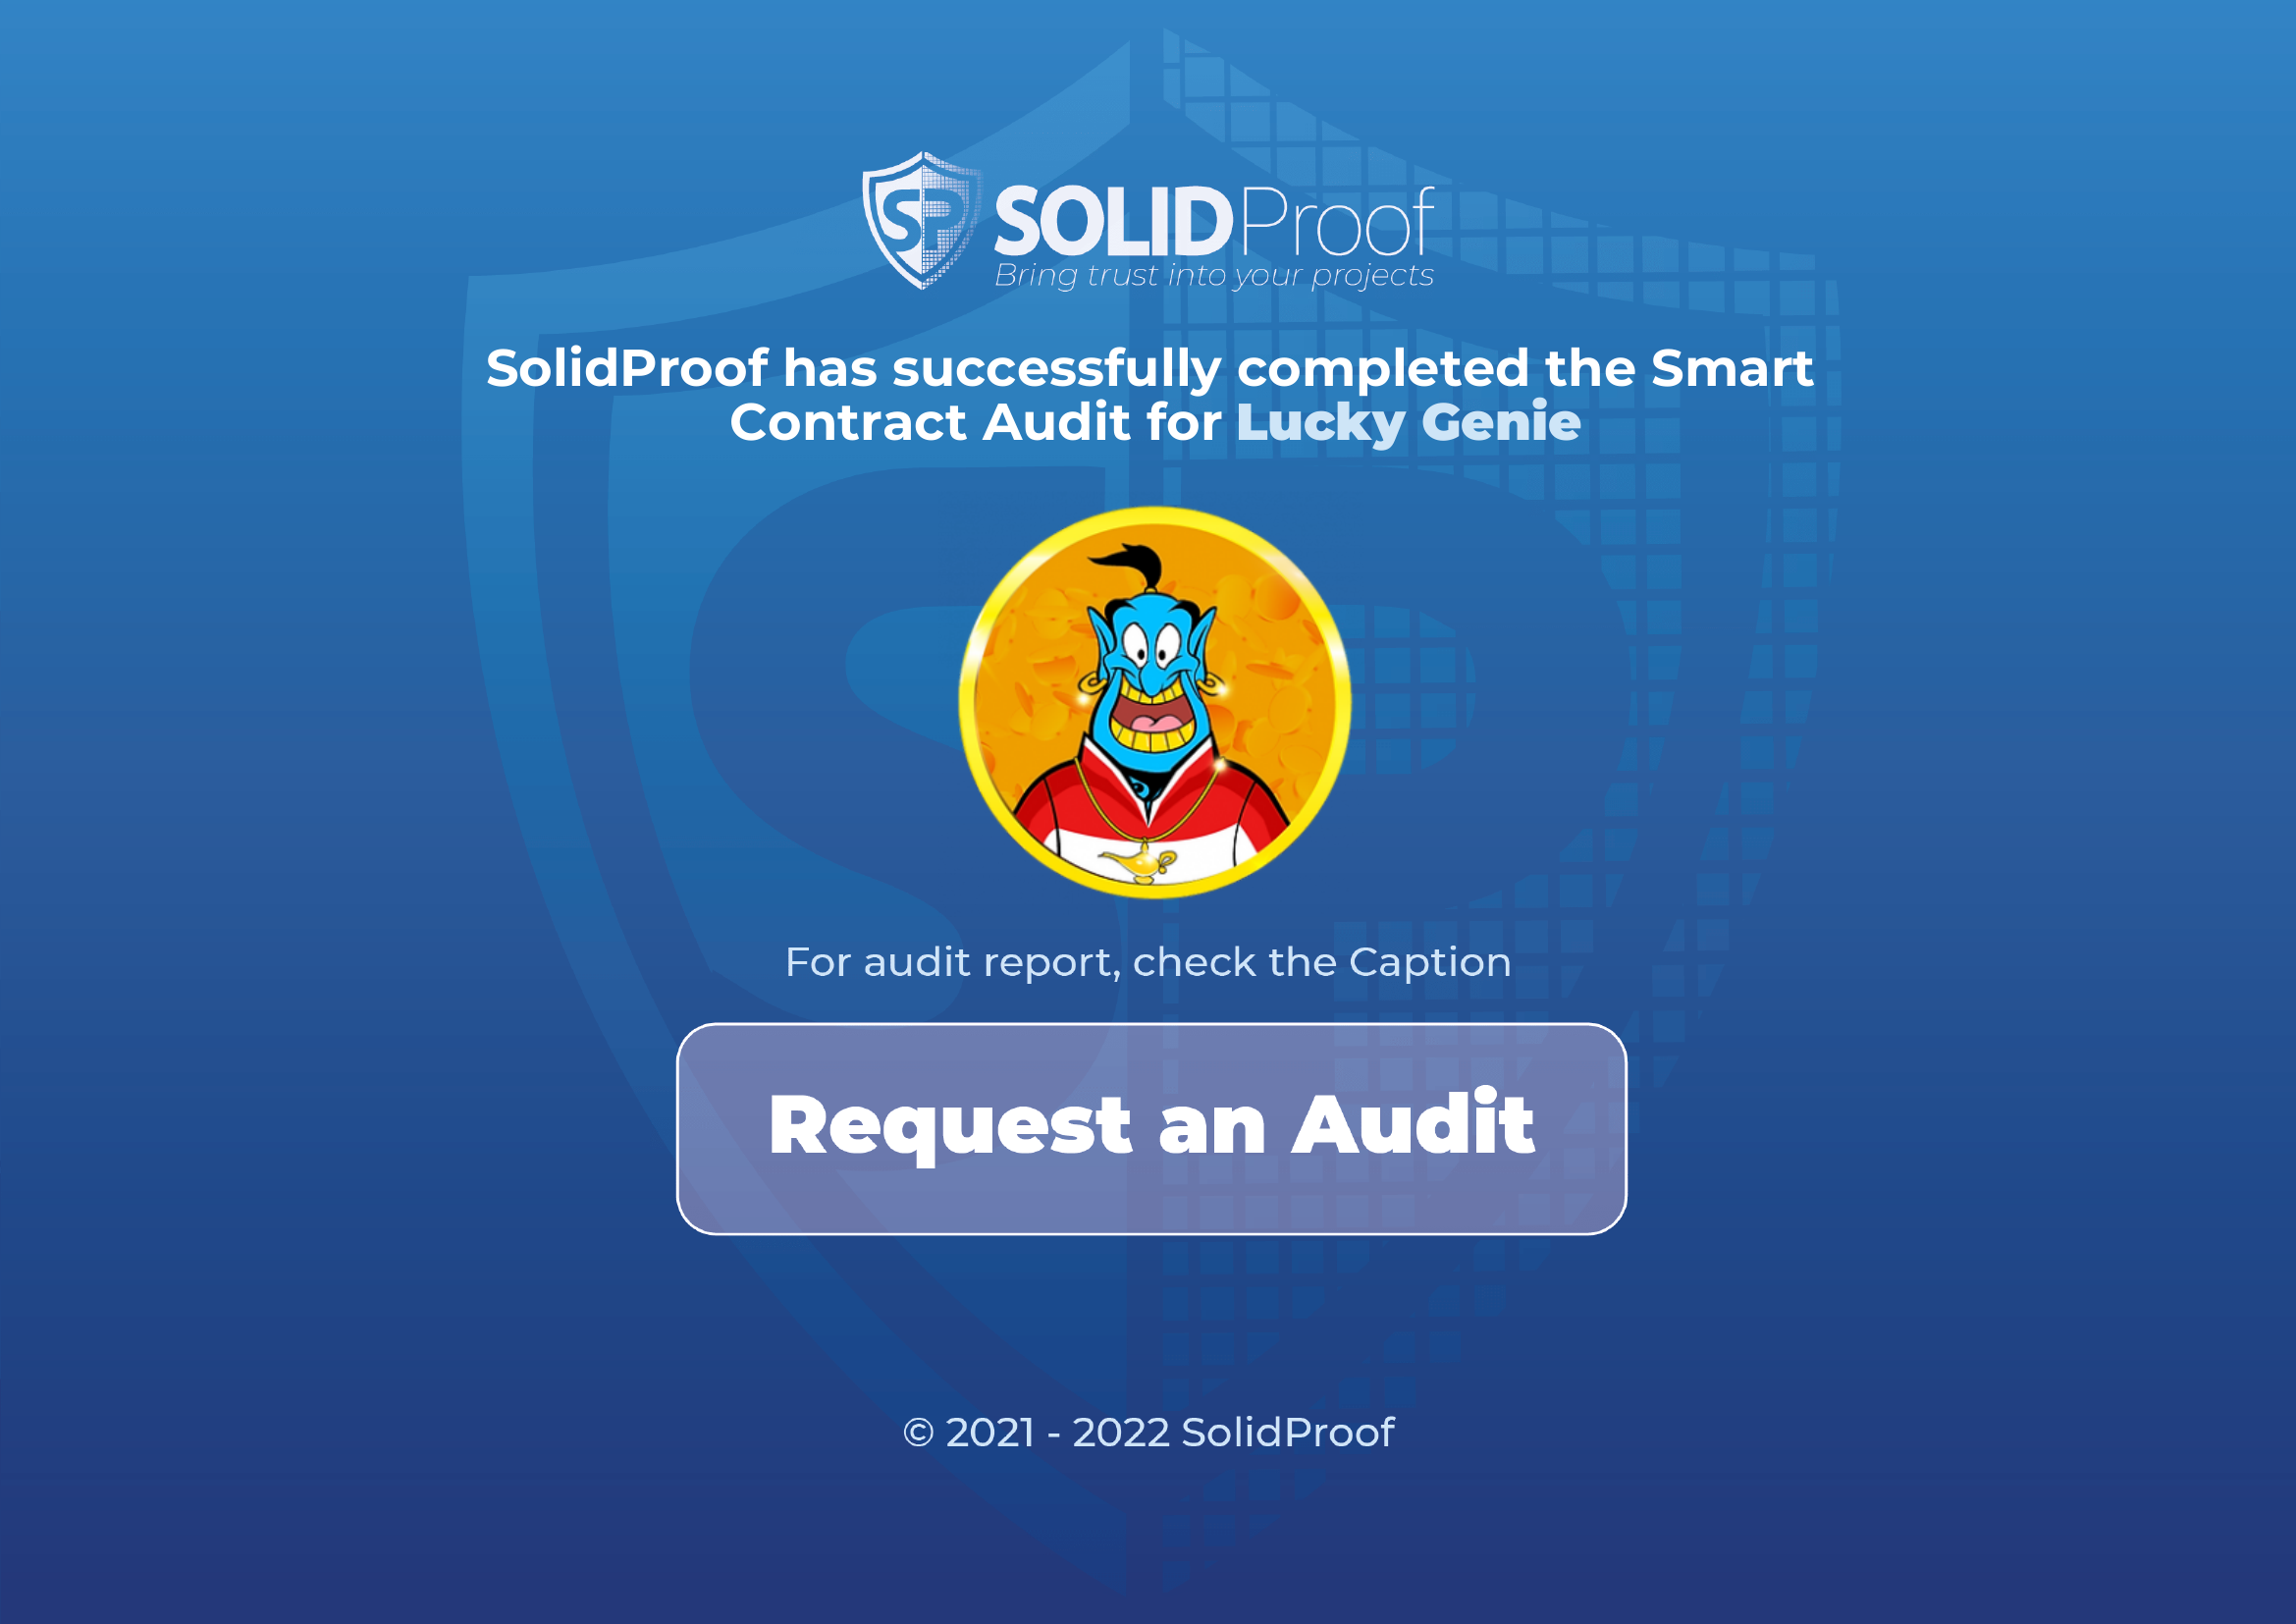 SP SOLIDProof
Bring trust into your projects
SolidProof has successfully completed the Smart
Contract Audit for Lucky Genie
For audit report, check the Caption
Request an Audit
© 2021 - 2022 SolidProof